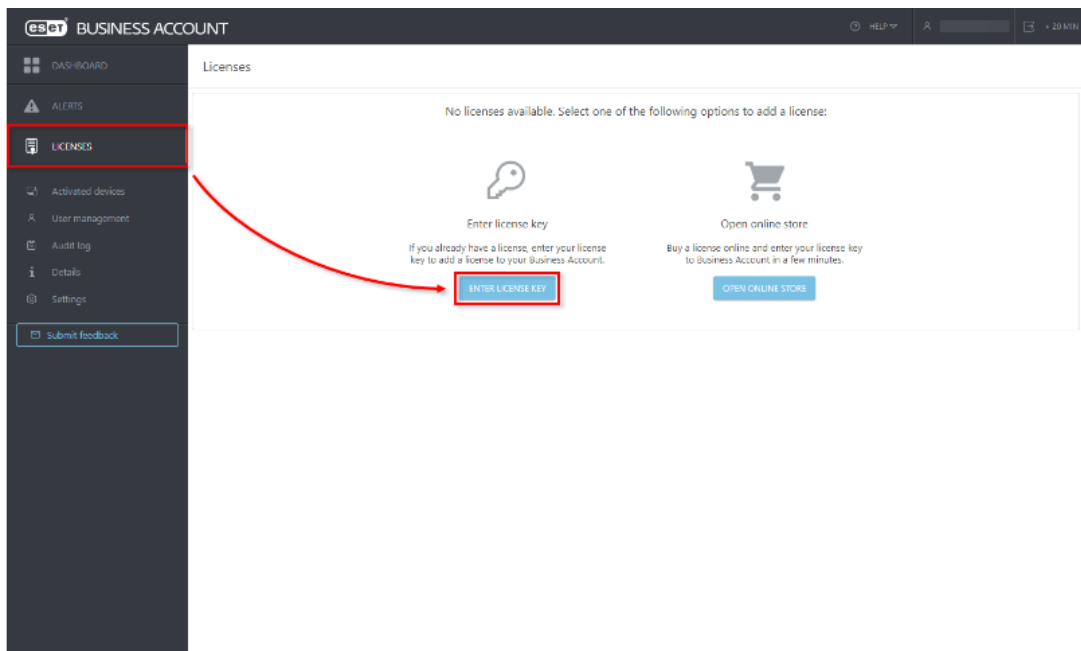 eset BUSINESS ACCOUNT
HELP
> 20 MIN
DASHBOARD
ALERTS
LICENSES
Activated devices
User management
Audit log
Details
Settings
Submit feedback
Licenses
No licenses available. Select one of the following options to add a license:
Enter license key
If you already have a license, enter your license
key to add a license to your Business Account.
ENTER LICENSE KEY
Open online store
Buy a license online and enter your license key
to Business Account in a few minutes.
OPEN ONLINE STORE